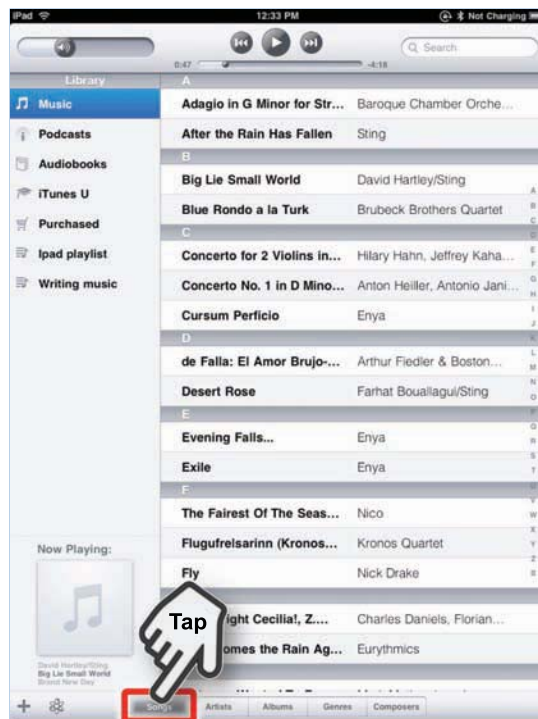 iPad 12:33 PM Not Charging
0:47 -4:18 Search
Library
Music
Podcasts
Audiobooks
iTunes U
Purchased
Ipad playlist
Writing music
A
Adagio in G Minor for Str... Baroque Chamber Orche...
After the Rain Has Fallen Sting
B
Big Lie Small World David Hartley/Sting
Blue Rondo a la Turk Brubeck Brothers Quartet
C
Concerto for 2 Violins in... Hilary Hahn, Jeffrey Kaha...
Concerto No. 1 in D Mino... Anton Heiller, Antonio Jani...
Cursum Perficio Enya
D
de Falla: El Amor Brujo-... Arthur Fiedler & Boston...
Desert Rose Farhat Bouallagui/Sting
E
Evening Falls... Enya
Exile Enya
F
The Fairest Of The Seas... Nico
Flugufrelsarinn (Kronos... Kronos Quartet
Fly Nick Drake
ight Cecilia!, Z.... Charles Daniels, Florian...
omes the Rain Ag... Eurythmics
Now Playing:
David Hartley/Sting
Big Lie Small World
Brand New Day
Tap
Songs Artists Albums Genres Composers